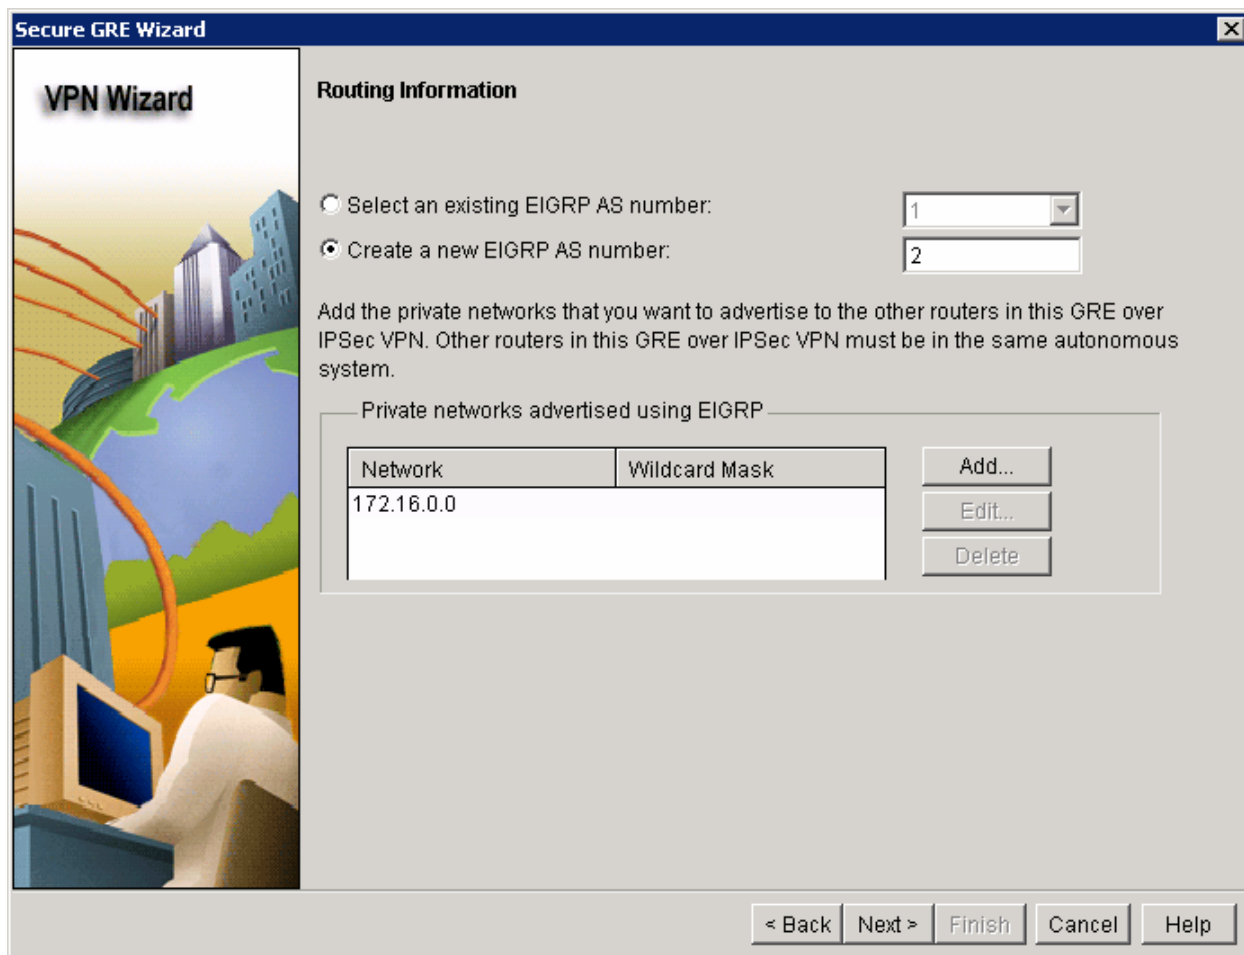 Secure GRE Wizard
VPN Wizard
Routing Information
Select an existing EIGRP AS number:
1
Create a new EIGRP AS number:
2
Add the private networks that you want to advertise to the other routers in this GRE over
IPSec VPN. Other routers in this GRE over IPSec VPN must be in the same autonomous
system.
Private networks advertised using EIGRP
Network Wildcard Mask
172.16.0.0
Add...
Edit...
Delete
< Back Next > Finish Cancel Help